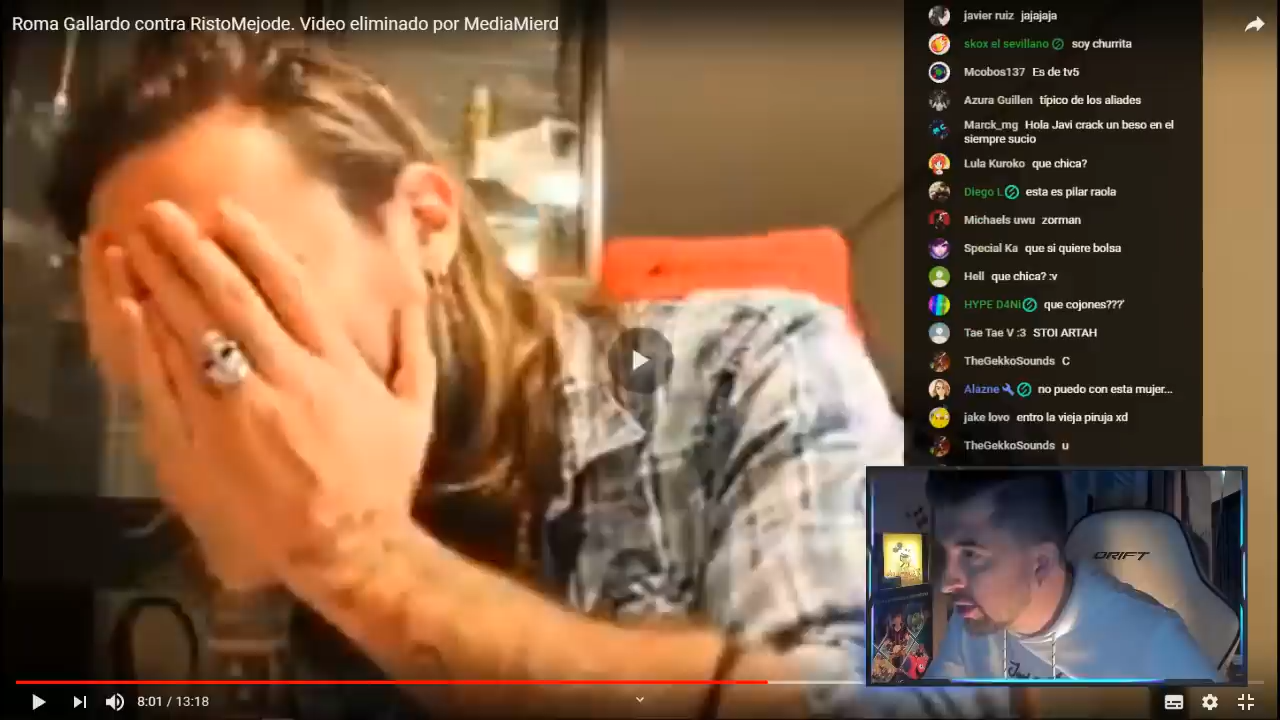 Roma Gallardo contra RistoMejode. Video eliminado por MediaMierd
javier ruiz jajajaja
skox el sevillano soy churrita
Mcobos137 Es de tv5
Azura Guillen típico de los aliades
Marck_mg Hola Javi crack un beso en el
siempre sucio
Lula Kuroko que chica?
Diego L esta es pilar raola
Michaels uwu zorman
Special Ka que si quiere bolsa
Hell que chica? :v
HYPE D4Ni que cojones???'
Tae Tae V :3 STOI ARTAH
TheGekkoSounds C
Alazne no puedo con esta mujer...
jake lovo entro la vieja piruja xd
TheGekkoSounds u
DRIFT
8:01 / 13:18